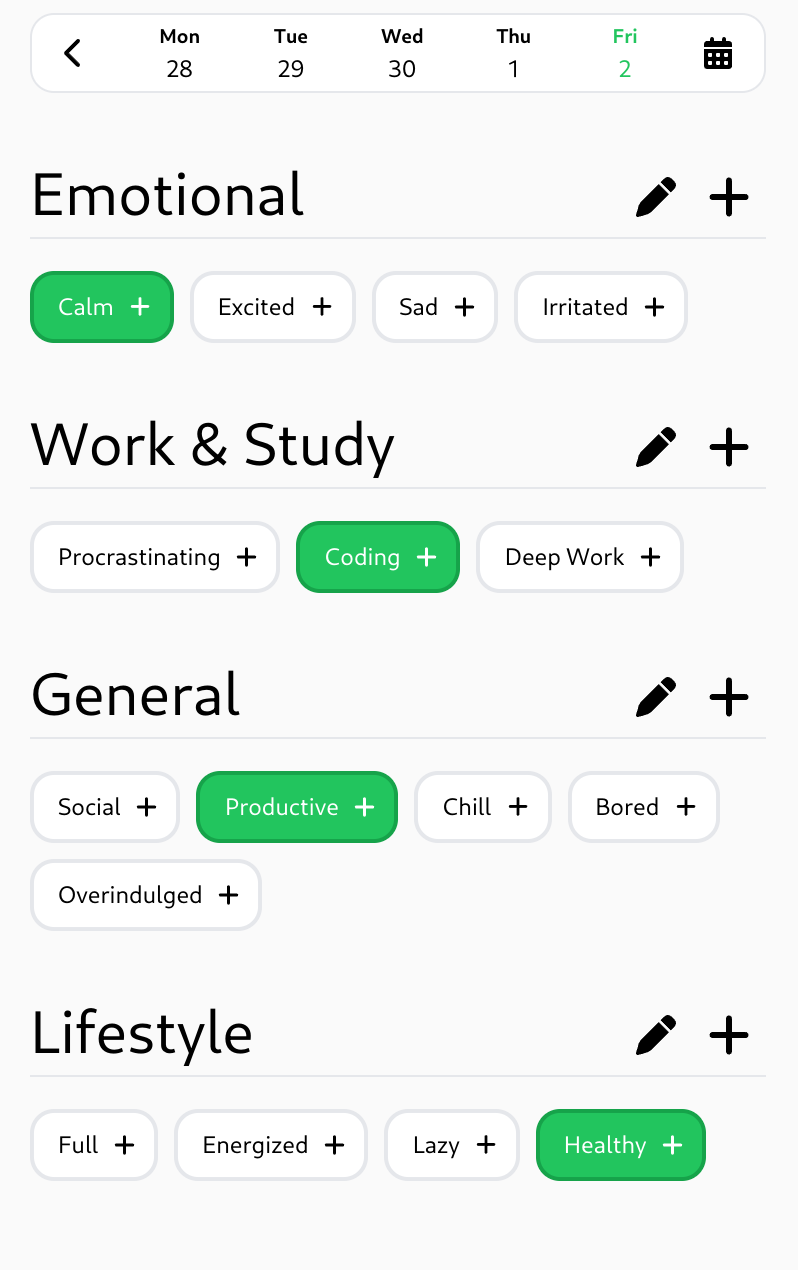 Mon Tue Wed Thu Fri
28 29 30 1 2
Emotional
Calm Excited Sad Irritated
Work & Study
Procrastinating Coding Deep Work
General
Social Productive Chill Bored
Overindulged
Lifestyle
Full Energized Lazy Healthy